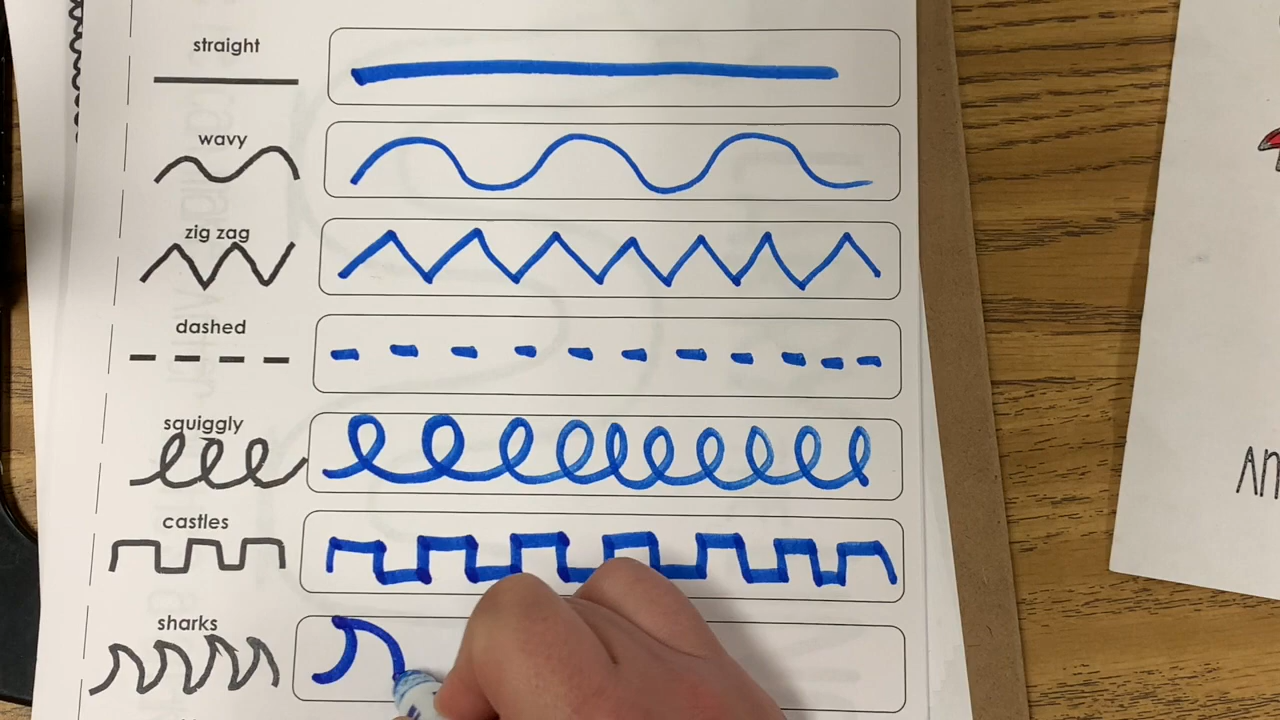 straight
wavy
zig zag
dashed
squiggly
castles
sharks